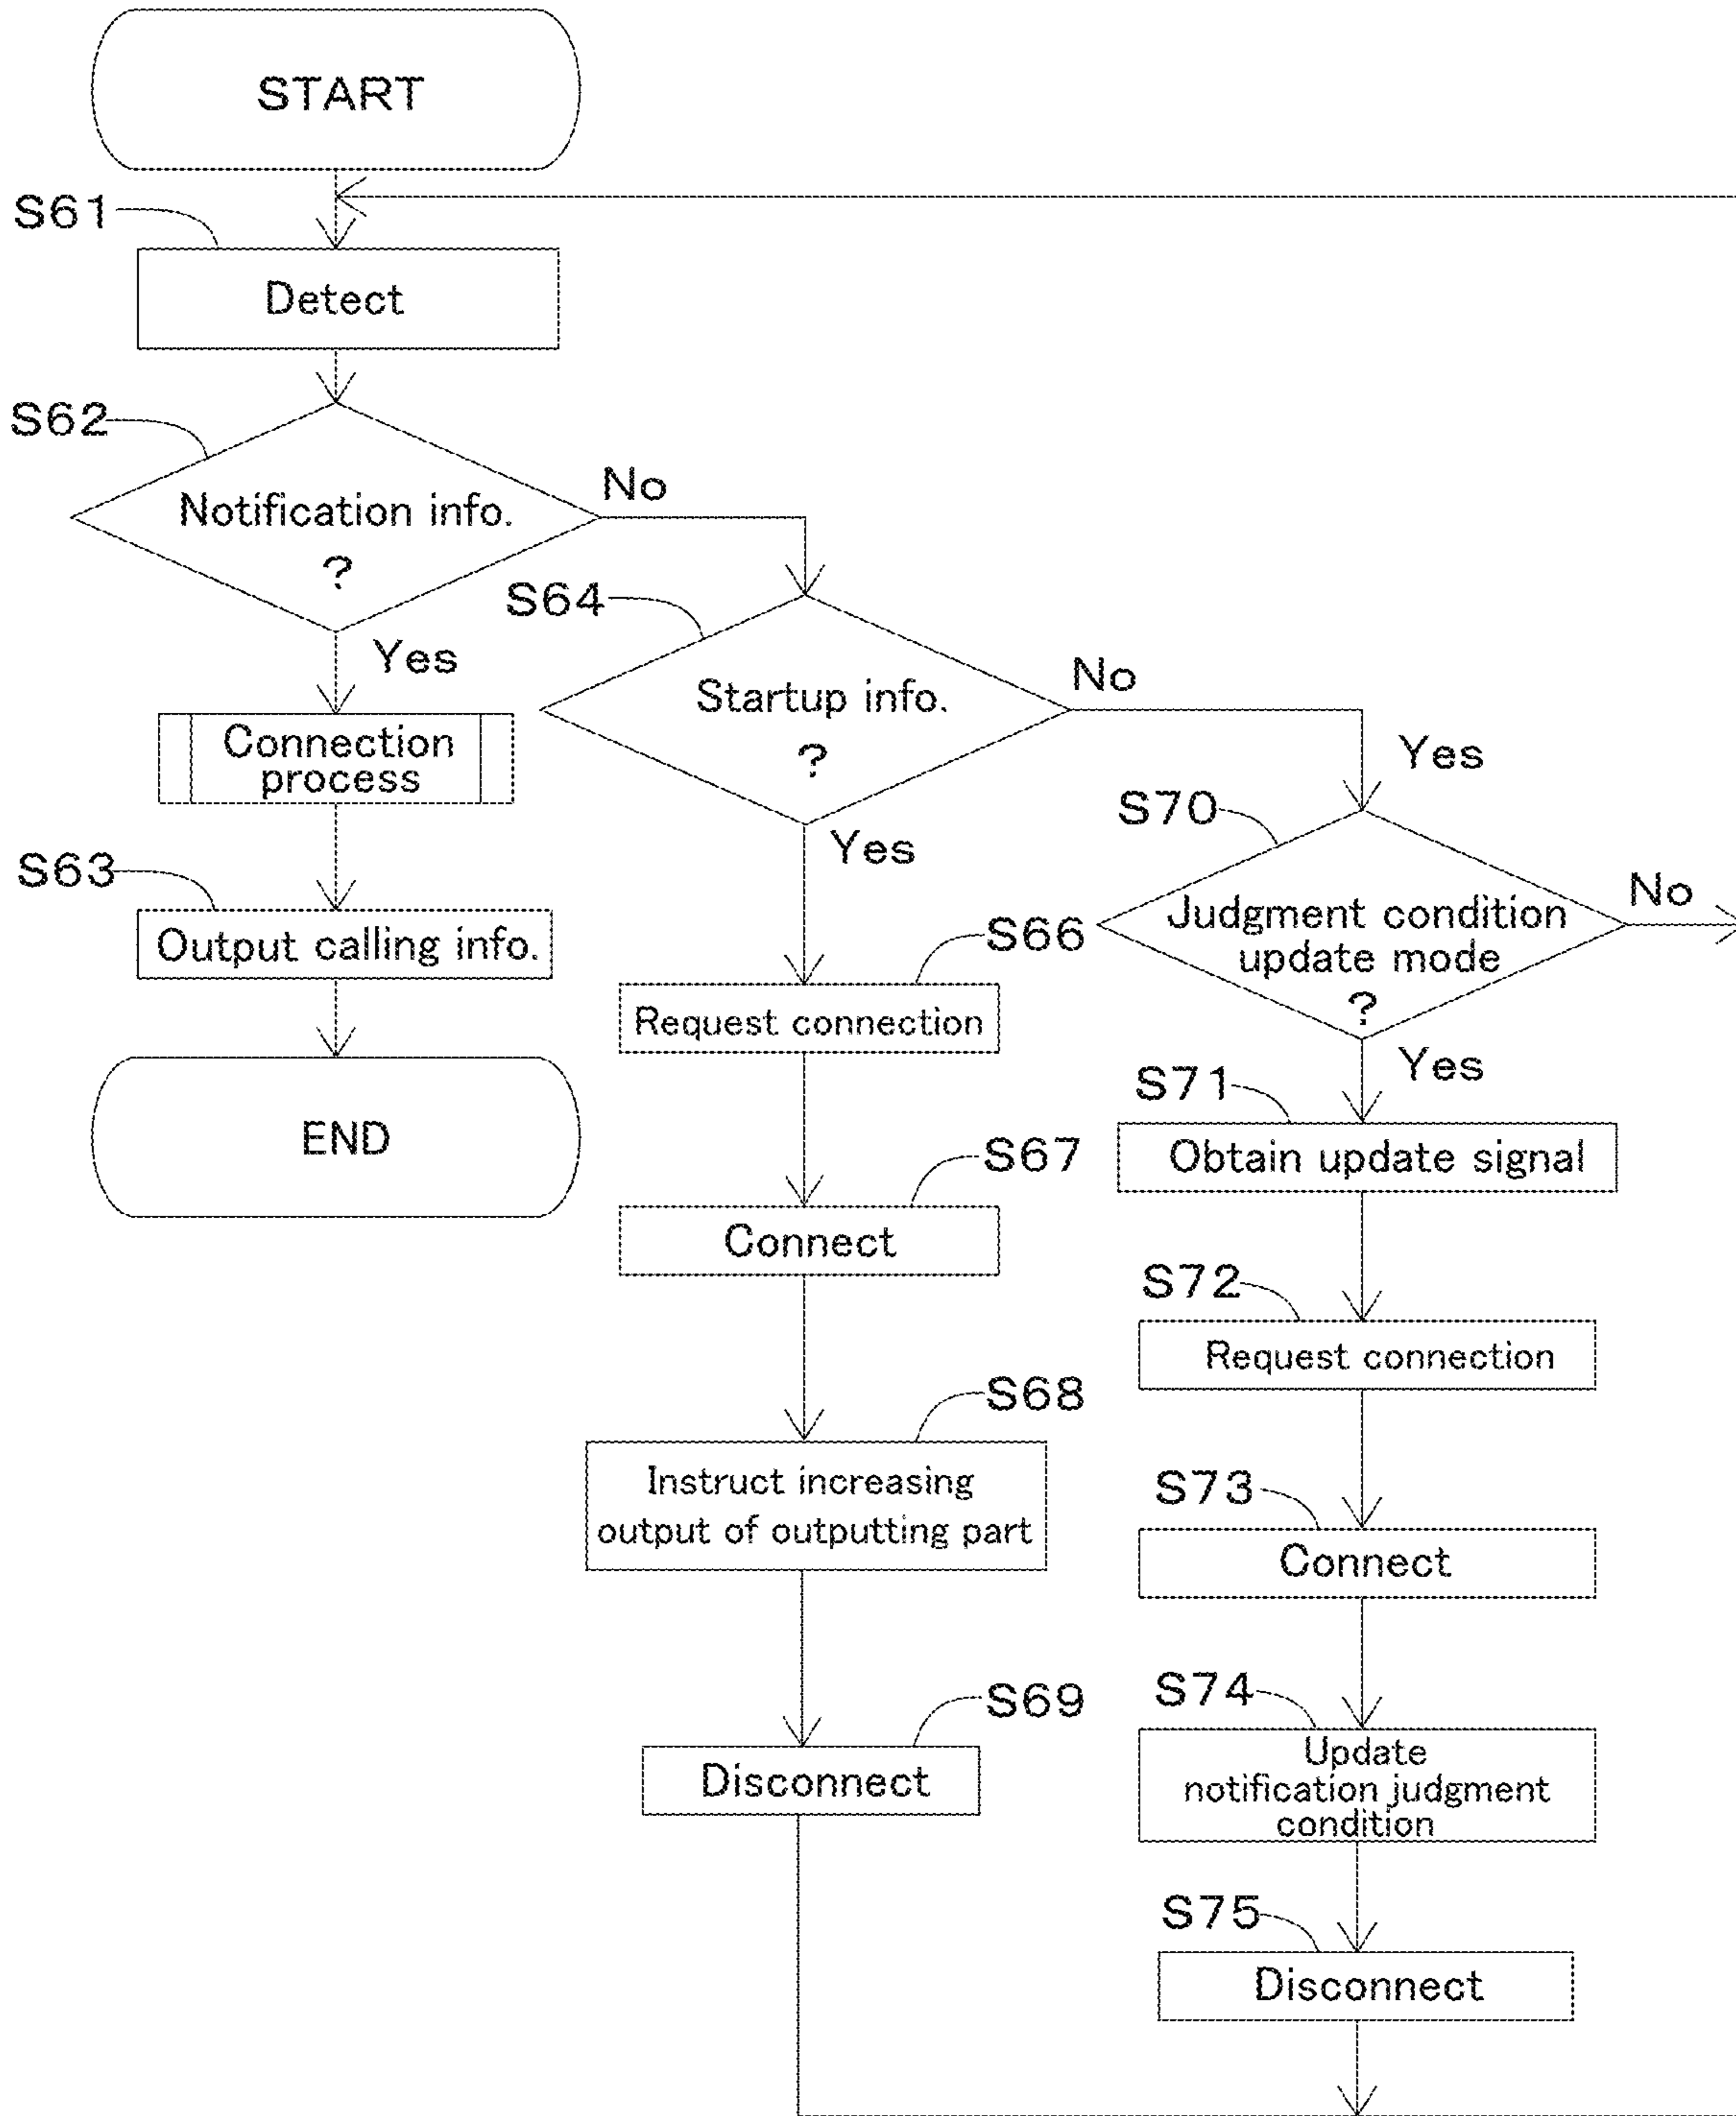 START
S61
Detect
S62
Notification info.
?
No
Yes
Connection
process
S63
Output calling info.
END
S64
Startup info.
?
No
Yes
S66
Request connection
S67
Connect
S68
Instruct increasing
output of outputting part
S69
Disconnect
Yes
S70
Judgment condition
update mode
?
No
Yes
S71
Obtain update signal
S72
Request connection
S73
Connect
S74
Update
notification judgment
condition
S75
Disconnect